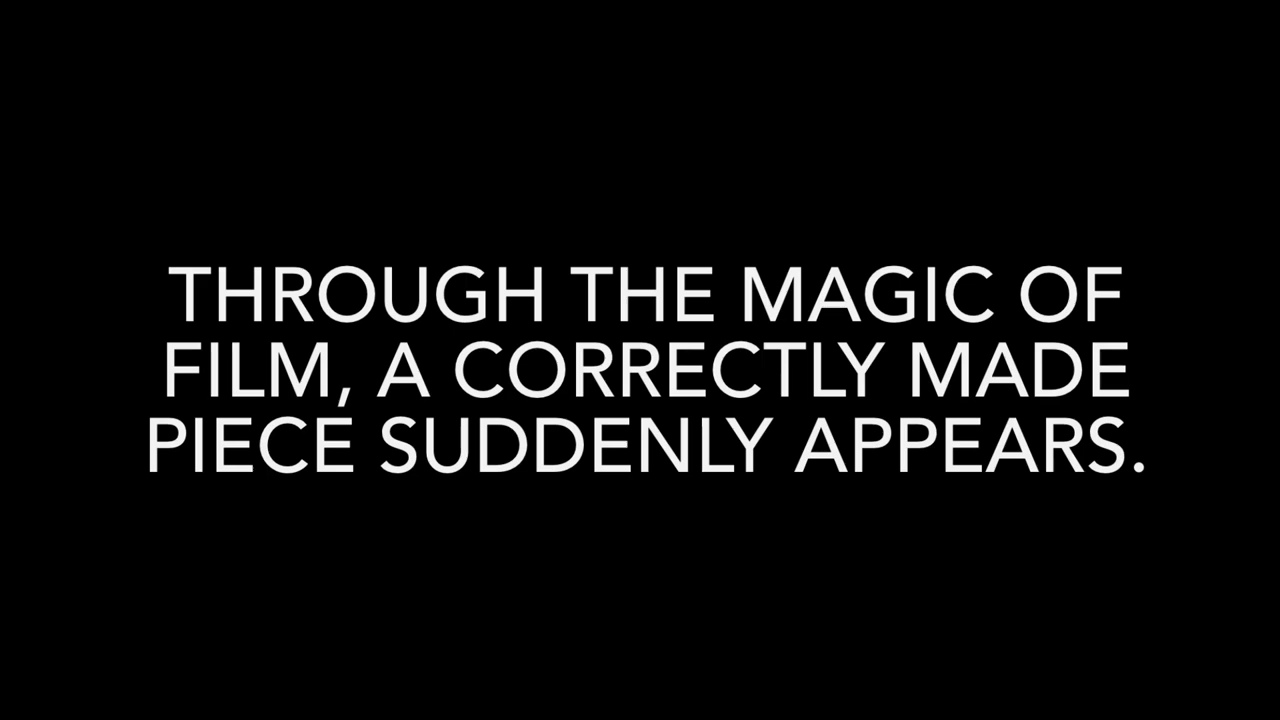 THROUGH THE MAGIC OF
FILM, A CORRECTLY MADE
PIECE SUDDENLY APPEARS.